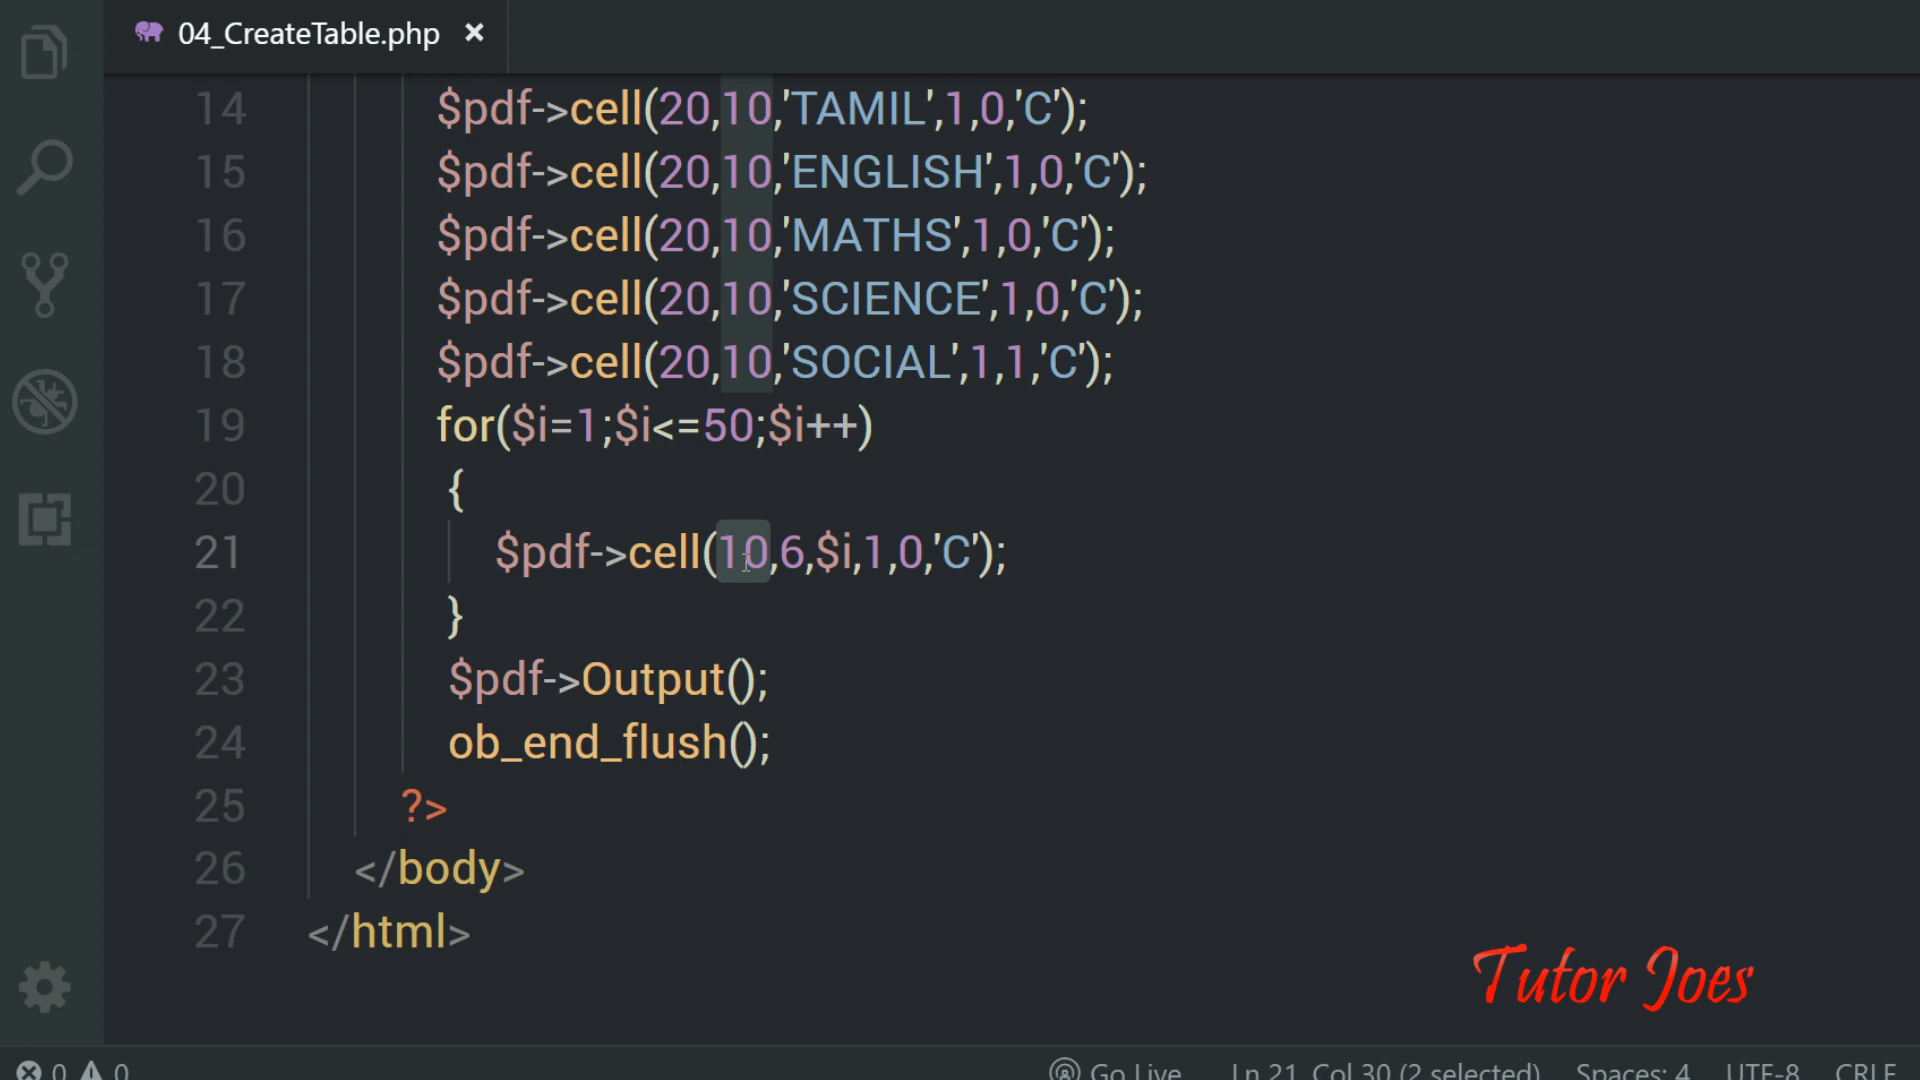 04_CreateTable.php ×
14 $pdf->cell(20,10,'TAMIL',1,0,'C');
15 $pdf->cell(20,10,'ENGLISH',1,0,'C');
16 $pdf->cell(20,10,'MATHS',1,0,'C');
17 $pdf->cell(20,10,'SCIENCE',1,0,'C');
18 $pdf->cell(20,10,'SOCIAL',1,1,'C');
19 for($i=1;$i<=50;$i++)
20 {
21 $pdf->cell(10,6,$i,1,0,'C');
22 }
23 $pdf->Output();
24 ob_end_flush();
25 ?>
26 </body>
27 </html>
Tutor Joes
0 0 Go Live Ln 21, Col 30 (2 selected) Spaces: 4 UTF-8 CRLF